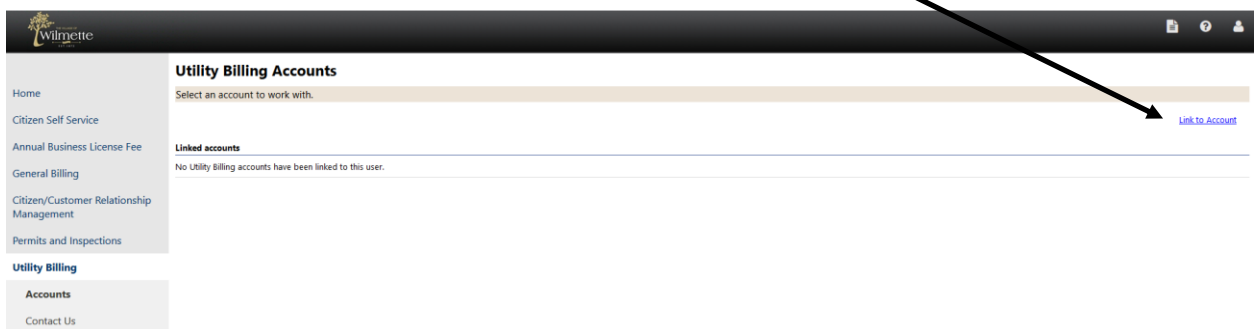 Wilmette
Utility Billing Accounts
Home
Select an account to work with.
Citizen Self Service
Link to Account
Annual Business License Fee
Linked accounts
General Billing
No Utility Billing accounts have been linked to this user.
Citizen/Customer Relationship
Management
Permits and Inspections
Utility Billing
Accounts
Contact Us